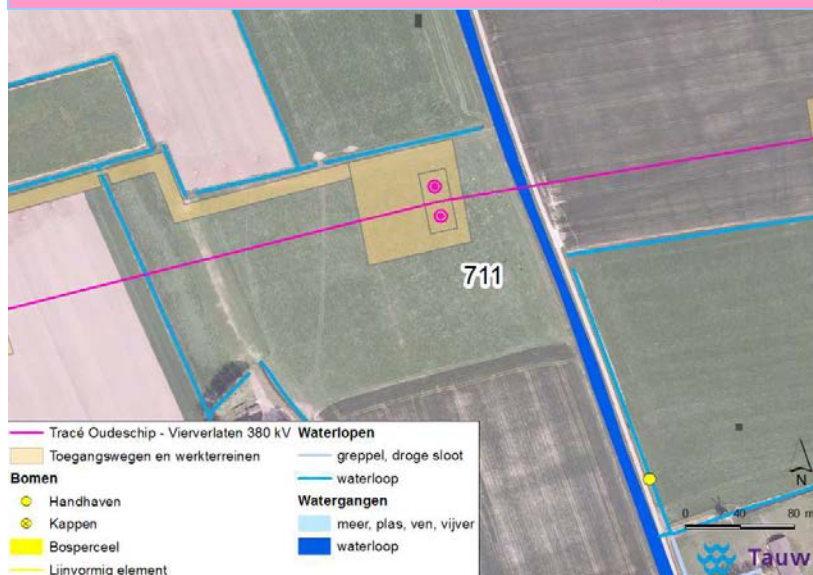 711
Tracé Oudeschip - Vierverlaten 380 kV
Toegangswegen en werkterreinen
Bomen
Handhaven
Kappen
Bosperceel
Lijnvormig element
Waterlopen
greppel, droge sloot
waterloop
Watergangen
meer, plas, ven, vijver
waterloop
N
0 40 80 m
Tauw